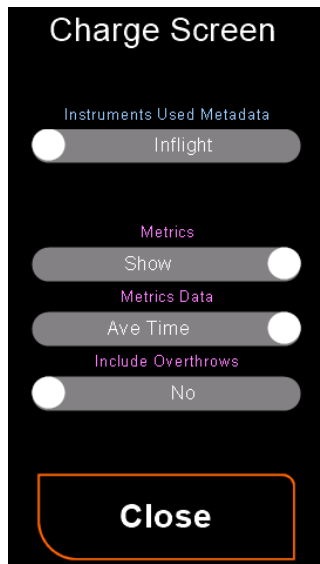 Charge Screen
Instruments Used Metadata
Inflight
Metrics
Show
Metrics Data
Ave Time
Include Overthrows
No
Close